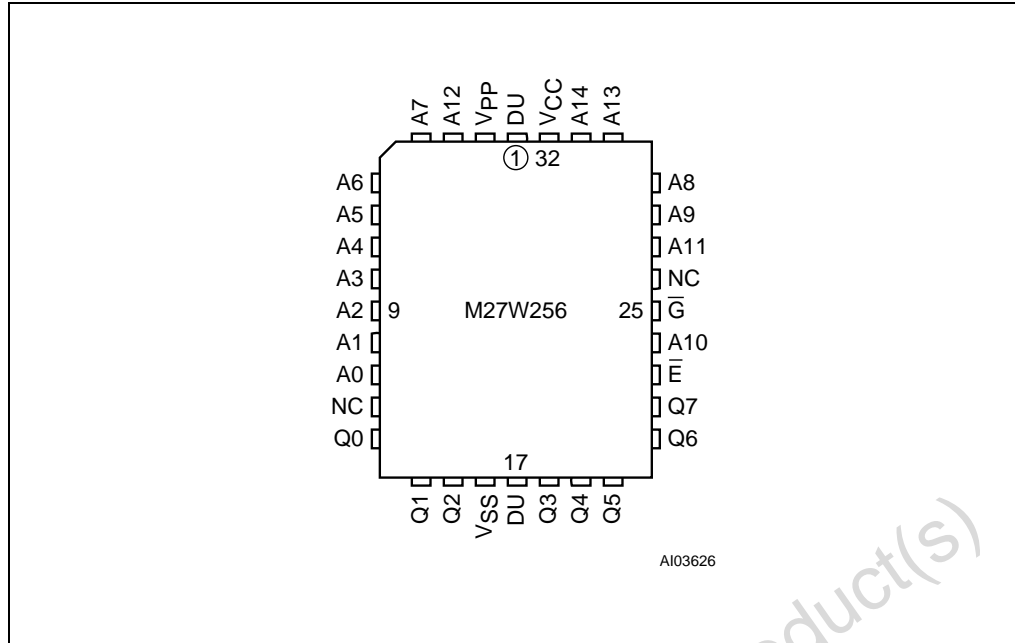 A7 A12 VPP DU VCC A14 A13
① 32
A6 A8
A5 A9
A4 A11
A3 NC
A2 9 M27W256 25 G̅
A1 A10
A0 E̅
NC Q7
Q0 Q6
17
Q1 Q2 VSS DU Q3 Q4 Q5
AI03626
duct(s)